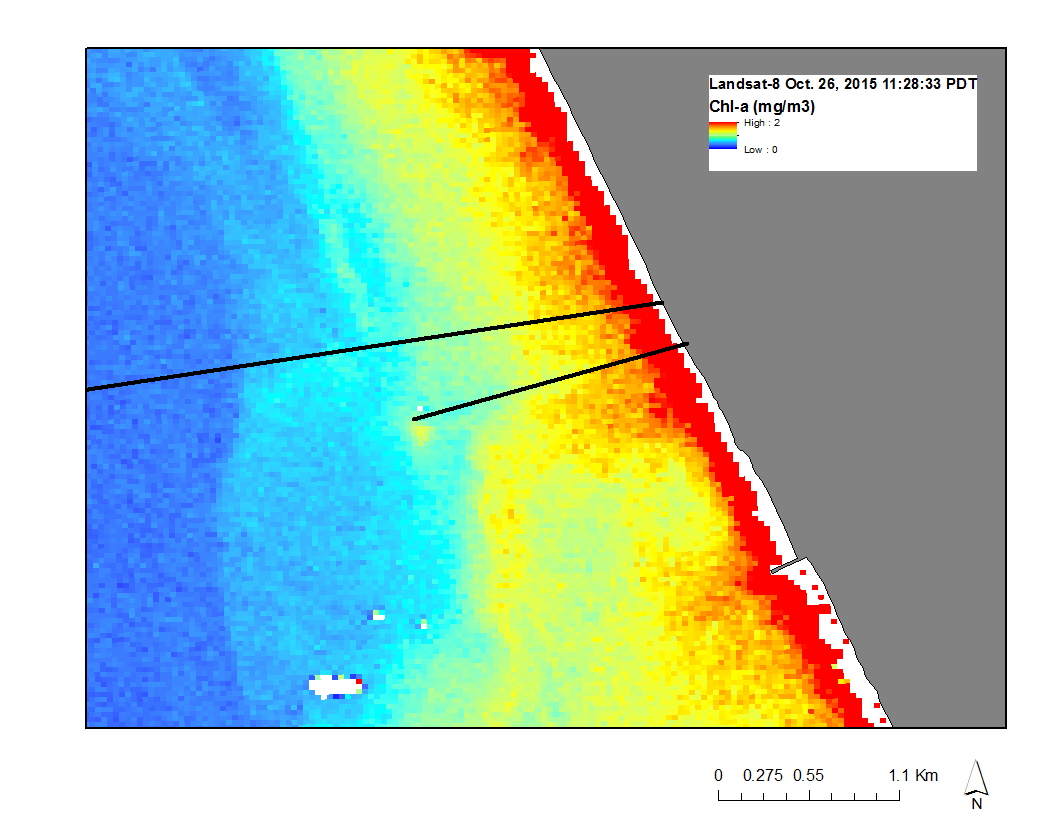 Landsat-8 Oct. 26, 2015 11:28:33 PDT
Chl-a (mg/m3)
High : 2
Low : 0
0 0.275 0.55 1.1 Km
N